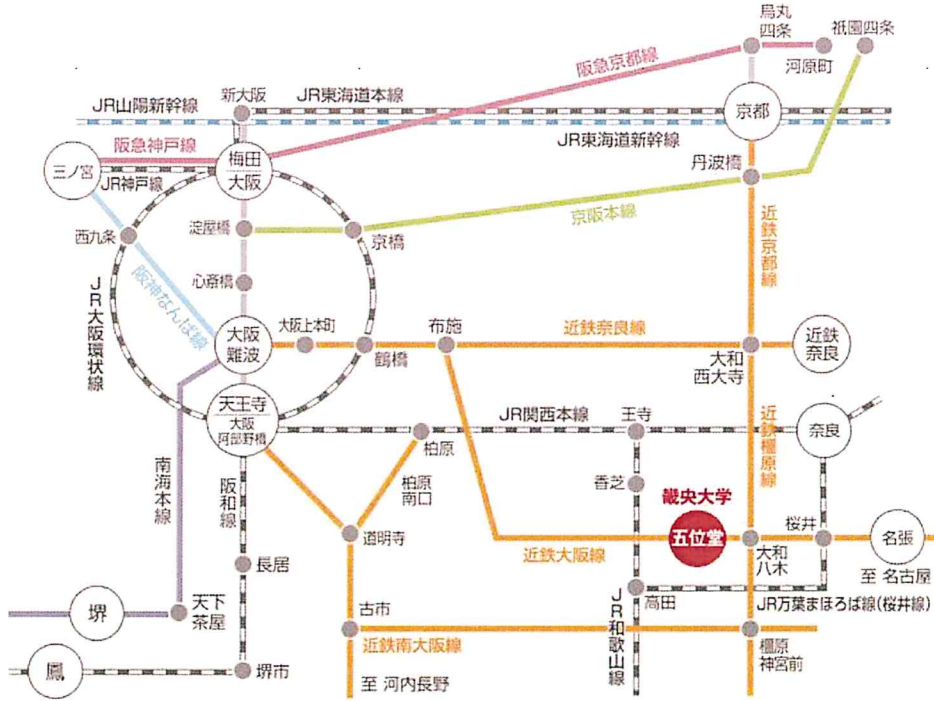 烏丸
四条
祇園四条
河原町
阪急京都線
新大阪
JR東海道本線
JR山陽新幹線
京都
JR東海道新幹線
阪急神戸線
梅田
大阪
三ノ宮
JR神戸線
丹波橋
京阪本線
淀屋橋
京橋
西九条
近鉄京都線
心斎橋
JR大阪環状線
阪神なんば線
大阪
難波
大阪上本町
鶴橋
布施
近鉄奈良線
大和
西大寺
近鉄
奈良
天王寺
大阪
阿部野橋
JR関西本線
王寺
奈良
近鉄橿原線
柏原
柏原
南口
香芝
南海本線
阪和線
畿央大学
五位堂
桜井
名張
道明寺
近鉄大阪線
大和
八木
至 名古屋
長居
高田
JR万葉まほろば線(桜井線)
堺
天下
茶屋
古市
JR和歌山線
近鉄南大阪線
橿原
神宮前
鳳
堺市
至 河内長野